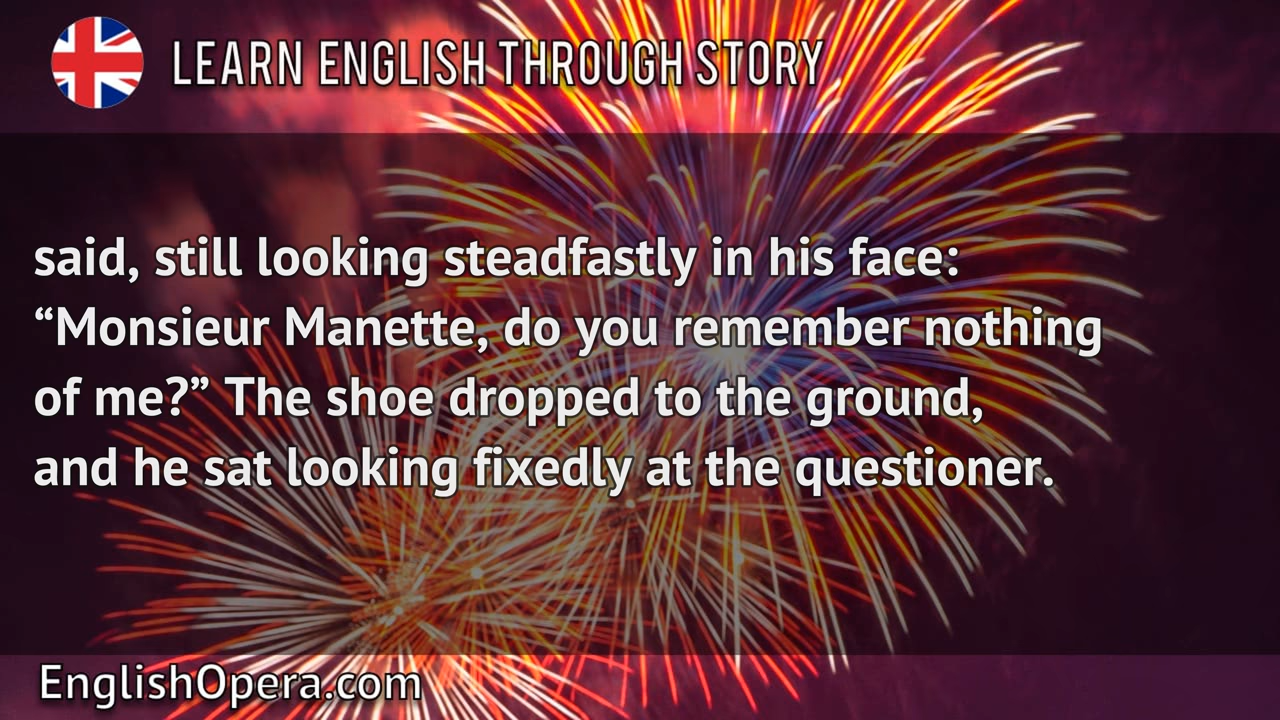 LEARN ENGLISH THROUGH STORY
said, still looking steadfastly in his face:
“Monsieur Manette, do you remember nothing
of me?” The shoe dropped to the ground,
and he sat looking fixedly at the questioner.
EnglishOpera.com